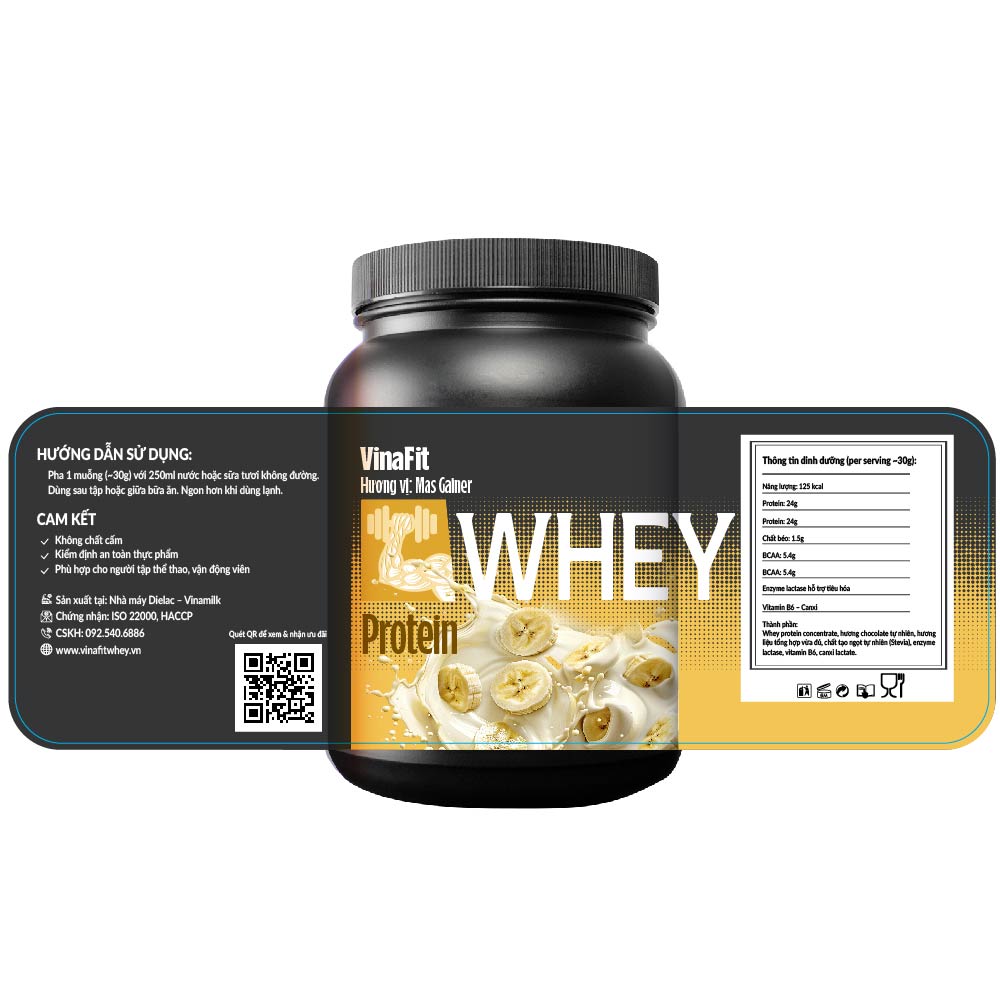 HƯỚNG DẪN SỬ DỤNG:
Pha 1 muỗng (~30g) với 250ml nước hoặc sữa tươi không đường.
Dùng sau tập hoặc giữa bữa ăn. Ngon hơn khi dùng lạnh.
CAM KẾT
Không chất cấm
Kiểm định an toàn thực phẩm
Phù hợp cho người tập thể thao, vận động viên
Sản xuất tại: Nhà máy Dielac – Vinamilk
Chứng nhận: ISO 22000, HACCP
CSKH: 092.540.6886
www.vinafitwhey.vn
Quét QR để xem & nhận ưu đãi
VinaFit
Hương vị: Mas Gainer
WHEY
Protein
Thông tin dinh dưỡng (per serving ~30g):
Năng lượng: 125 kcal
Protein: 24g
Protein: 24g
Chất béo: 1.5g
BCAA: 5.4g
BCAA: 5.4g
Enzyme lactase hỗ trợ tiêu hóa
Vitamin B6 – Canxi
Thành phần:
Whey protein concentrate, hương chocolate tự nhiên, hương
liệu tổng hợp vừa đủ, chất tạo ngọt tự nhiên (Stevia), enzyme
lactase, vitamin B6, canxi lactate.